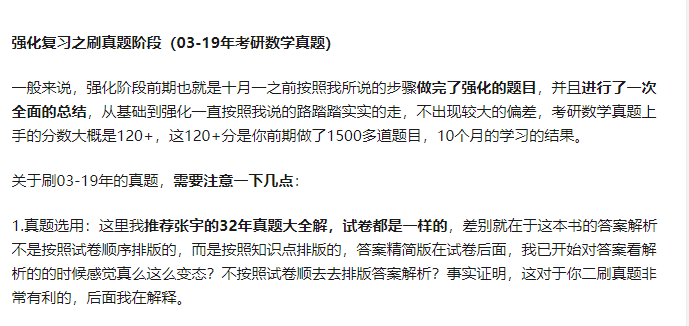 强化复习之刷真题阶段（03-19年考研数学真题)
一般来说，强化阶段前期也就是十月一之前按照我所说的步骤做完了强化的题目，并且进行了一次
全面的总结，从基础到强化一直按照我说的路踏踏实实的走，不出现较大的偏差，考研数学真题上
手的分数大概是120+，这120+分是你前期做了1500多道题目，10个月的学习的结果。
关于刷03-19年的真题，需要注意一下几点：
1.真题选用：这里我推荐张宇的32年真题大全解，试卷都是一样的，差别就在于这本书的答案解析
不是按照试卷顺序排版的，而是按照知识点排版的，答案精简版在试卷后面，我已开始对答案看解
析的的时候感觉真么这么变态？不按照试卷顺去去排版答案解析？事实证明，这对于你二刷真题非
常有利的，后面我在解释。